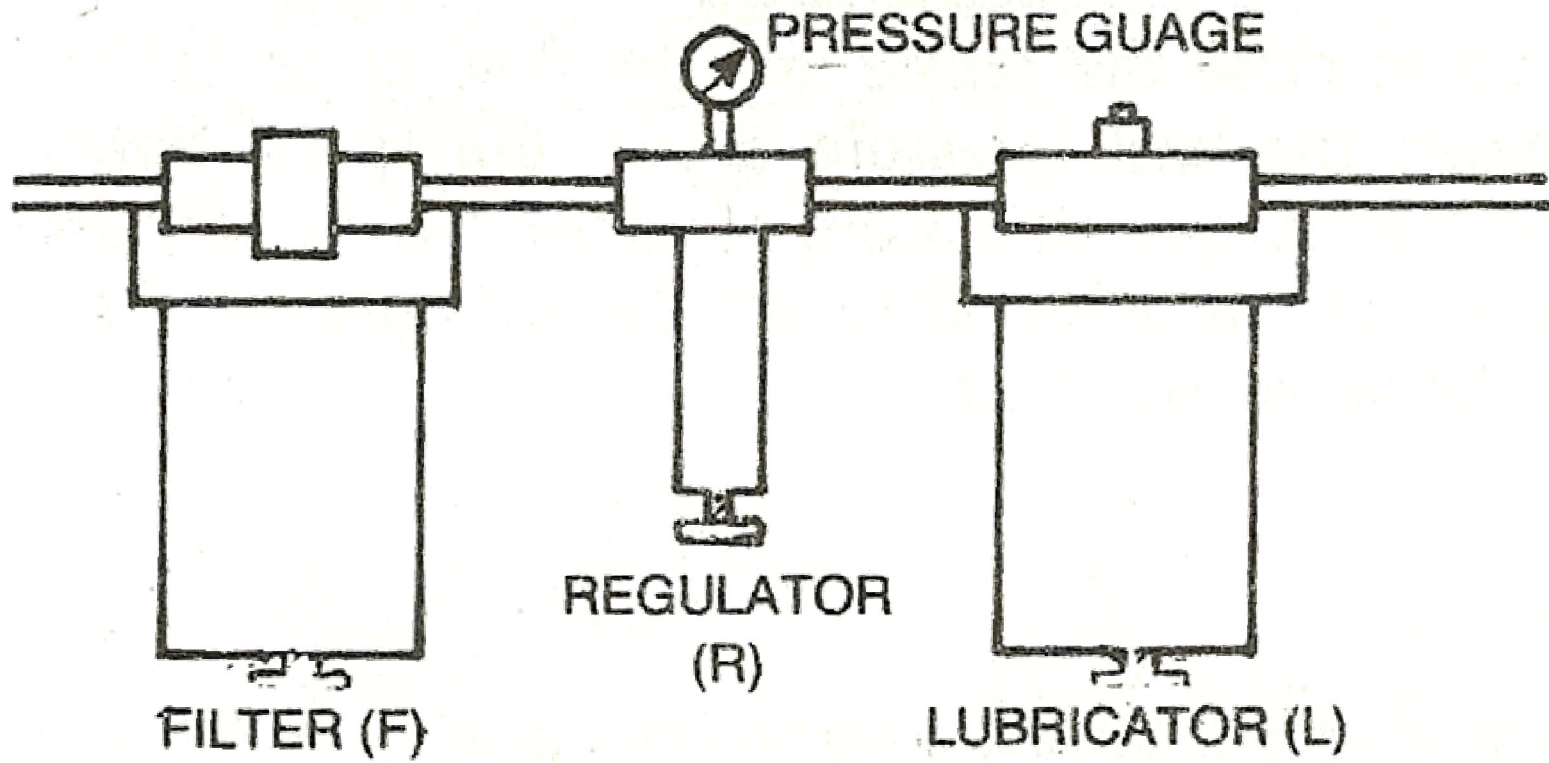 PRESSURE GUAGE
REGULATOR
(R)
FILTER (F)
LUBRICATOR (L)